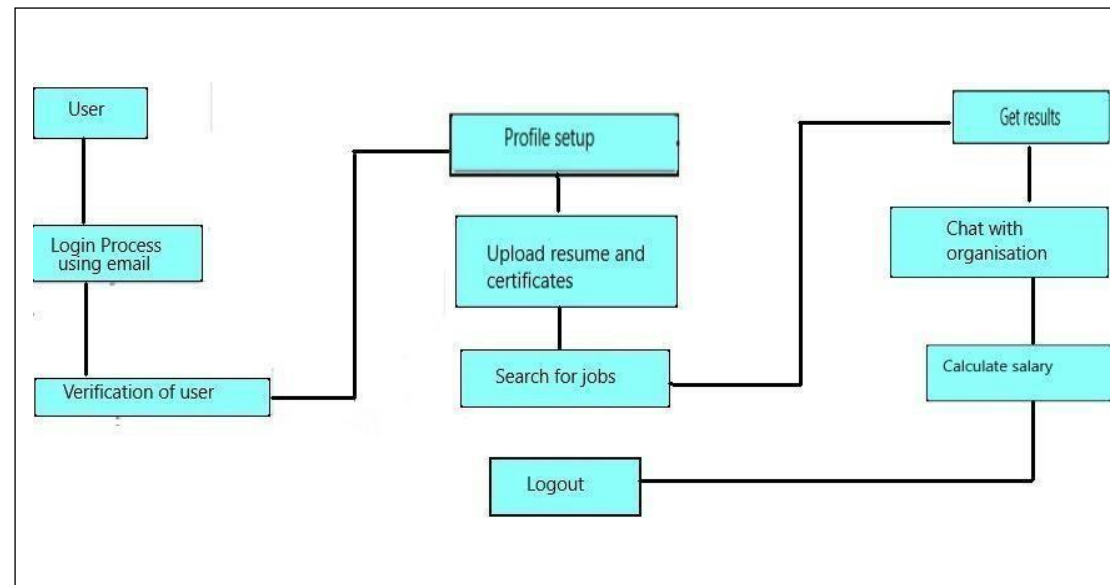 User
Login Process
using email
Verification of user
Profile setup
Upload resume and
certificates
Search for jobs
Get results
Chat with
organisation
Calculate salary
Logout